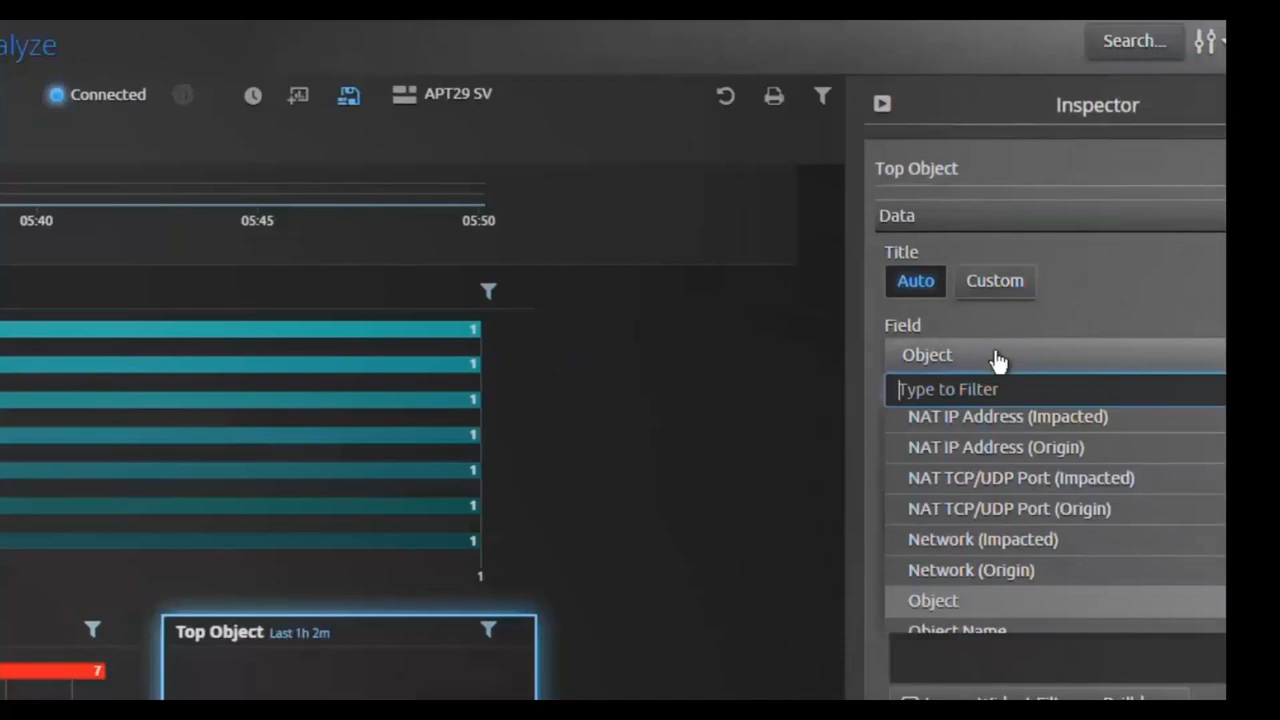 alyze
Search...
Connected
APT29 SV
Inspector
Top Object
Data
05:40
05:45
05:50
Title
Auto
Custom
Field
Object
Type to Filter
NAT IP Address (Impacted)
NAT IP Address (Origin)
NAT TCP/UDP Port (Impacted)
NAT TCP/UDP Port (Origin)
Network (Impacted)
Network (Origin)
Object
Object Name
1
1
1
1
1
1
1
1
Top Object Last 1h 2m
7